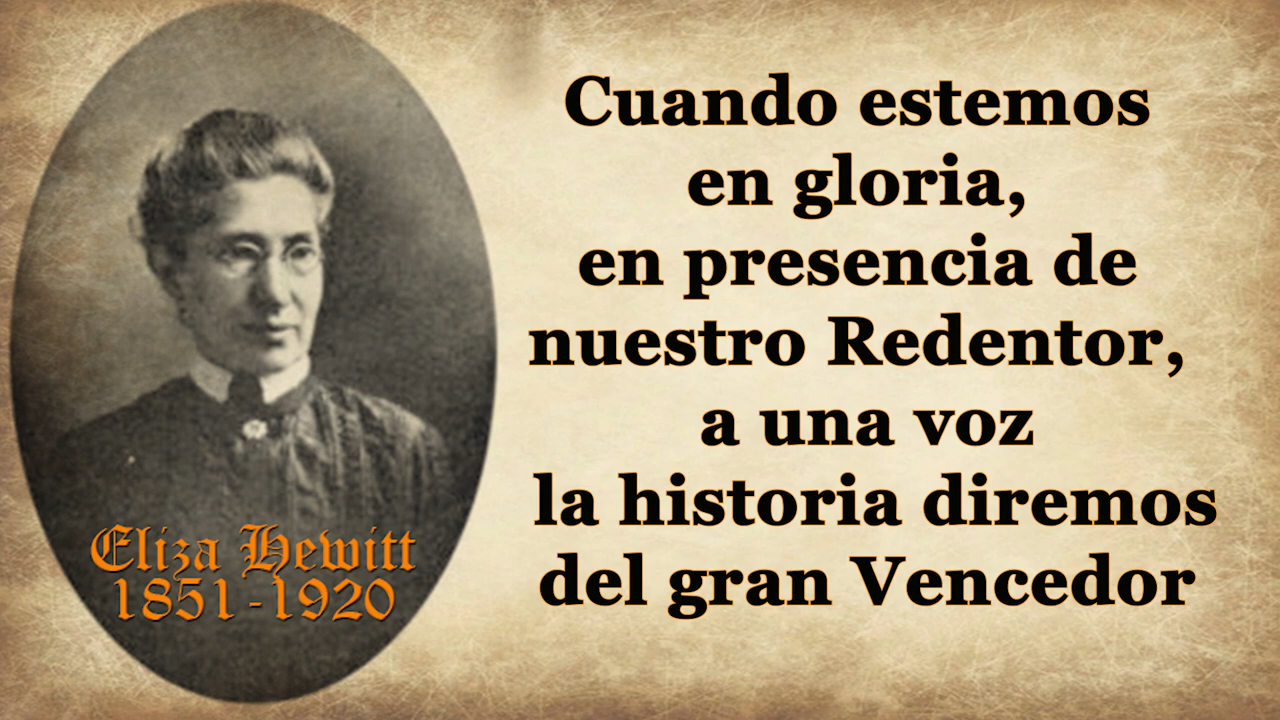 Cuando estemos
en gloria,
en presencia de
nuestro Redentor,
a una voz
la historia diremos
del gran Vencedor
Eliza Hewitt
1851-1920